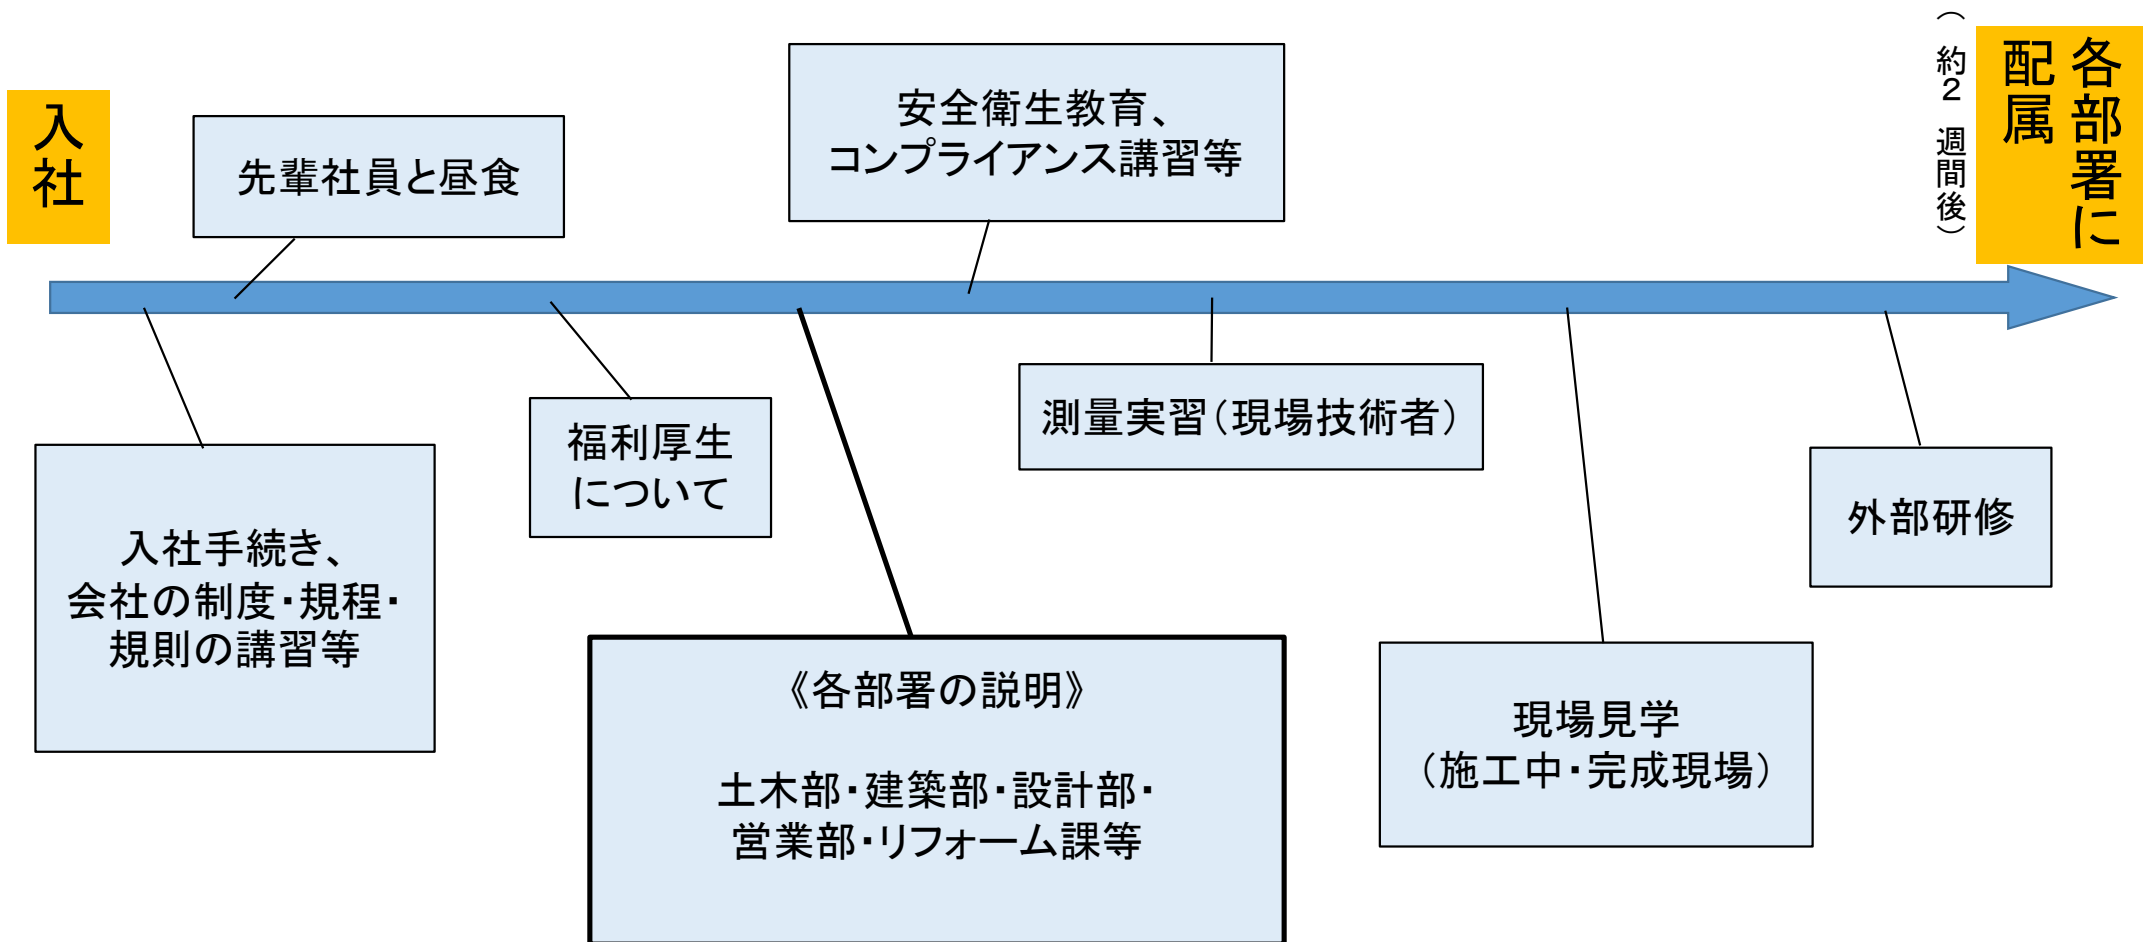 入社
先輩社員と昼食
安全衛生教育、
コンプライアンス講習等
（約２週間後）
各部署に
配属
入社手続き、
会社の制度・規程・
規則の講習等
福利厚生
について
《各部署の説明》
土木部・建築部・設計部・
営業部・リフォーム課等
測量実習（現場技術者）
現場見学
（施工中・完成現場）
外部研修